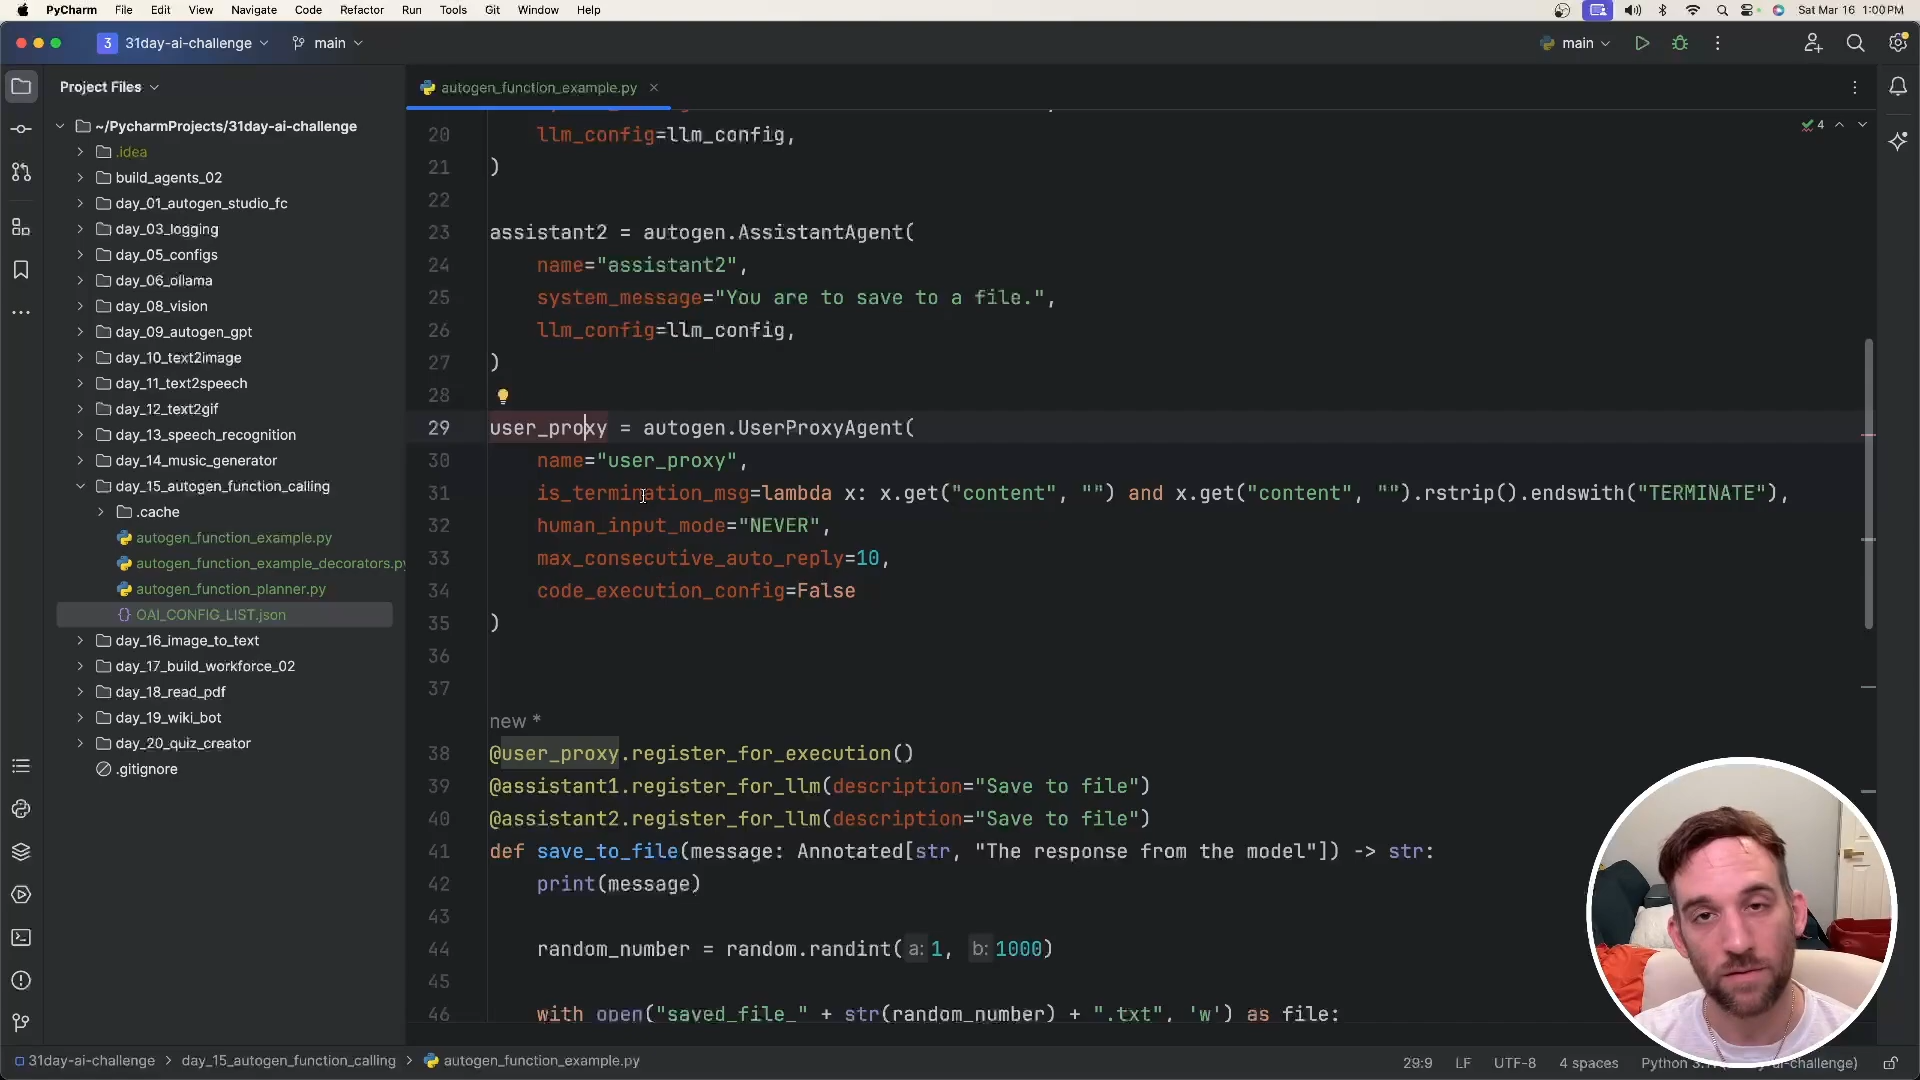 PyCharm File Edit View Navigate Code Refactor Run Tools Git Window Help Sat Mar 16 1:00 PM
3 31day-ai-challenge main main
Project Files
~/PycharmProjects/31day-ai-challenge
.idea
build_agents_02
day_01_autogen_studio_fc
day_03_logging
day_05_configs
day_06_ollama
day_08_vision
day_09_autogen_gpt
day_10_text2image
day_11_text2speech
day_12_text2gif
day_13_speech_recognition
day_14_music_generator
day_15_autogen_function_calling
.cache
autogen_function_example.py
autogen_function_example_decorators.py
autogen_function_planner.py
{} OAI_CONFIG_LIST.json
day_16_image_to_text
day_17_build_workforce_02
day_18_read_pdf
day_19_wiki_bot
day_20_quiz_creator
.gitignore
autogen_function_example.py
4
20 llm_config=llm_config,
21 )
22
23 assistant2 = autogen.AssistantAgent(
24 name="assistant2",
25 system_message="You are to save to a file.",
26 llm_config=llm_config,
27 )
28
29 user_proxy = autogen.UserProxyAgent(
30 name="user_proxy",
31 is_termination_msg=lambda x: x.get("content", "") and x.get("content", "").rstrip().endswith("TERMINATE"),
32 human_input_mode="NEVER",
33 max_consecutive_auto_reply=10,
34 code_execution_config=False
35 )
36
37
new *
38 @user_proxy.register_for_execution()
39 @assistant1.register_for_llm(description="Save to file")
40 @assistant2.register_for_llm(description="Save to file")
41 def save_to_file(message: Annotated[str, "The response from the model"]) -> str:
42 print(message)
43
44 random_number = random.randint( a: 1, b: 1000)
45
46 with open("saved_file_" + str(random_number) + ".txt", 'w') as file:
31day-ai-challenge > day_15_autogen_function_calling > autogen_function_example.py
29:9 LF UTF-8 4 spaces Python ai-challenge)